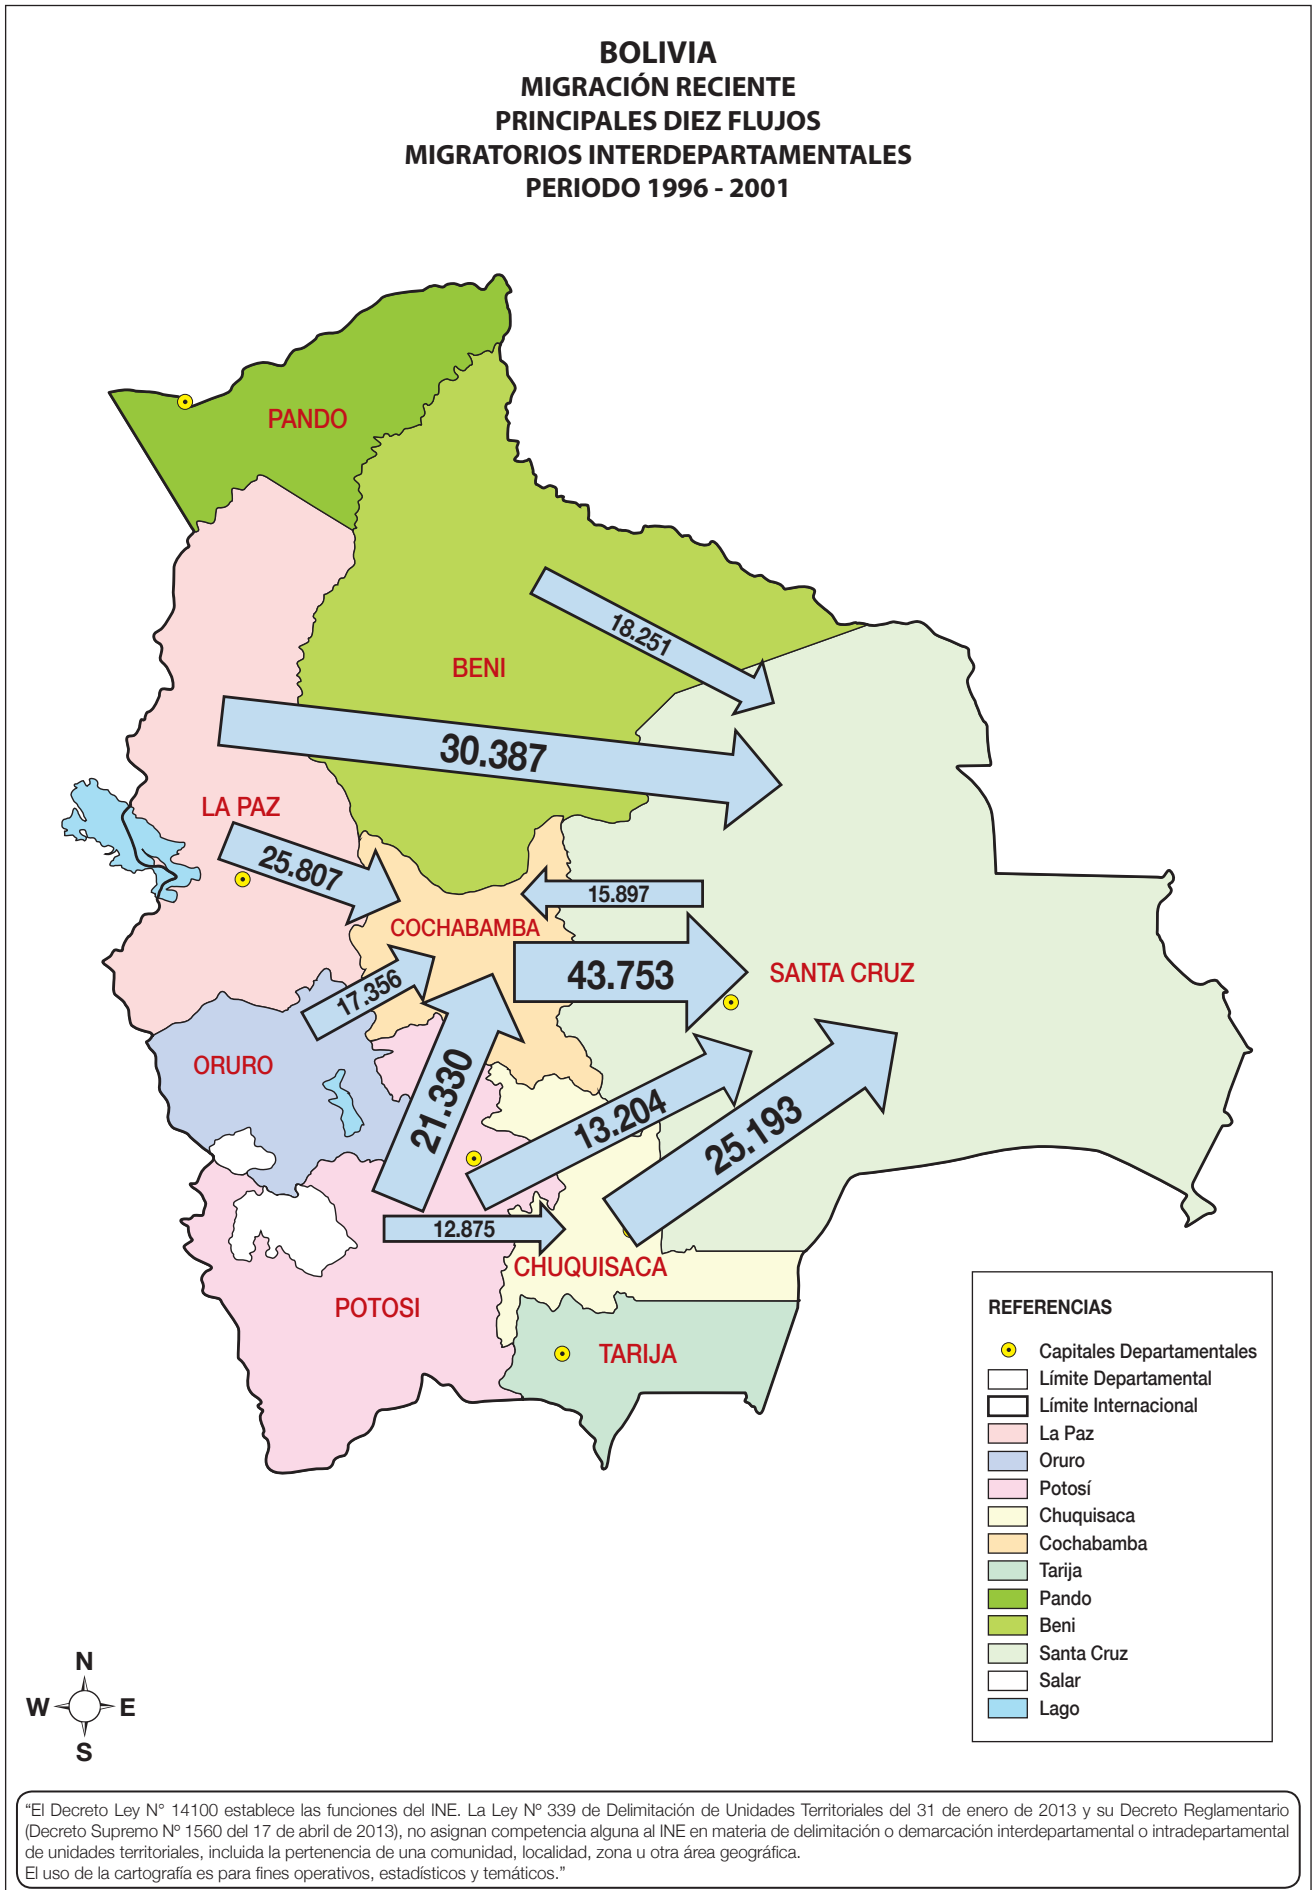 BOLIVIA
MIGRACIÓN RECIENTE
PRINCIPALES DIEZ FLUJOS
MIGRATORIOS INTERDEPARTAMENTALES
PERIODO 1996 - 2001
PANDO
18.251
BENI
30.387
LA PAZ
25.807
15.897
COCHABAMBA
43.753
SANTA CRUZ
17.356
ORURO
21.330
13.204
25.193
12.875
CHUQUISACA
POTOSI
TARIJA
REFERENCIAS
Capitales Departamentales
Límite Departamental
Límite Internacional
La Paz
Oruro
Potosí
Chuquisaca
Cochabamba
Tarija
Pando
Beni
Santa Cruz
Salar
Lago
N
W E
S
“El Decreto Ley N° 14100 establece las funciones del INE. La Ley Nº 339 de Delimitación de Unidades Territoriales del 31 de enero de 2013 y su Decreto Reglamentario
(Decreto Supremo Nº 1560 del 17 de abril de 2013), no asignan competencia alguna al INE en materia de delimitación o demarcación interdepartamental o intradepartamental
de unidades territoriales, incluida la pertenencia de una comunidad, localidad, zona u otra área geográfica.
El uso de la cartografía es para fines operativos, estadísticos y temáticos.”